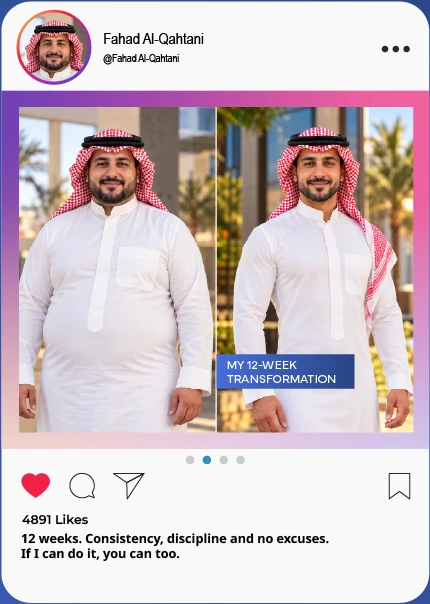 Fahad Al-Qahtani
@Fahad Al-Qahtani
MY 12-WEEK
TRANSFORMATION
4891 Likes
12 weeks. Consistency, discipline and no excuses.
If I can do it, you can too.